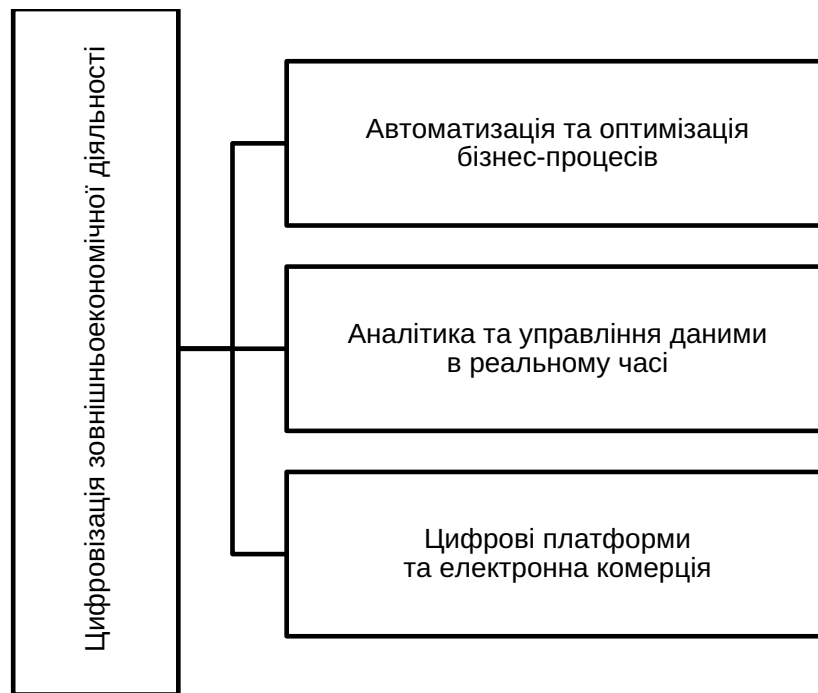 Цифровізація зовнішньоекономічної діяльності
Автоматизація та оптимізація
бізнес-процесів
Аналітика та управління даними
в реальному часі
Цифрові платформи
та електронна комерція